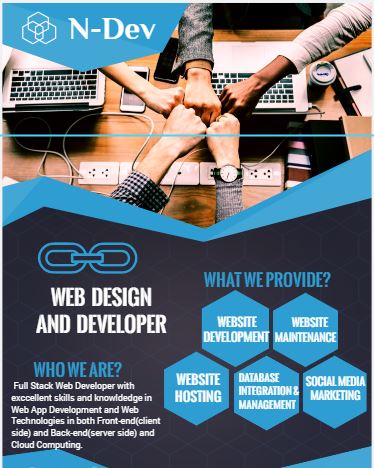 N-Dev
WHAT WE PROVIDE?
WEB DESIGN
AND DEVELOPER
WEBSITE
DEVELOPMENT
WEBSITE
MAINTENANCE
WHO WE ARE?
Full Stack Web Developer with
exccellent skills and knowldedge in
Web App Development and Web
Technologies in both Front-end(client
side) and Back-end(server side) and
Cloud Computing.
WEBSITE
HOSTING
DATABASE
INTEGRATION &
MANAGEMENT
SOCIAL MEDIA
MARKETING